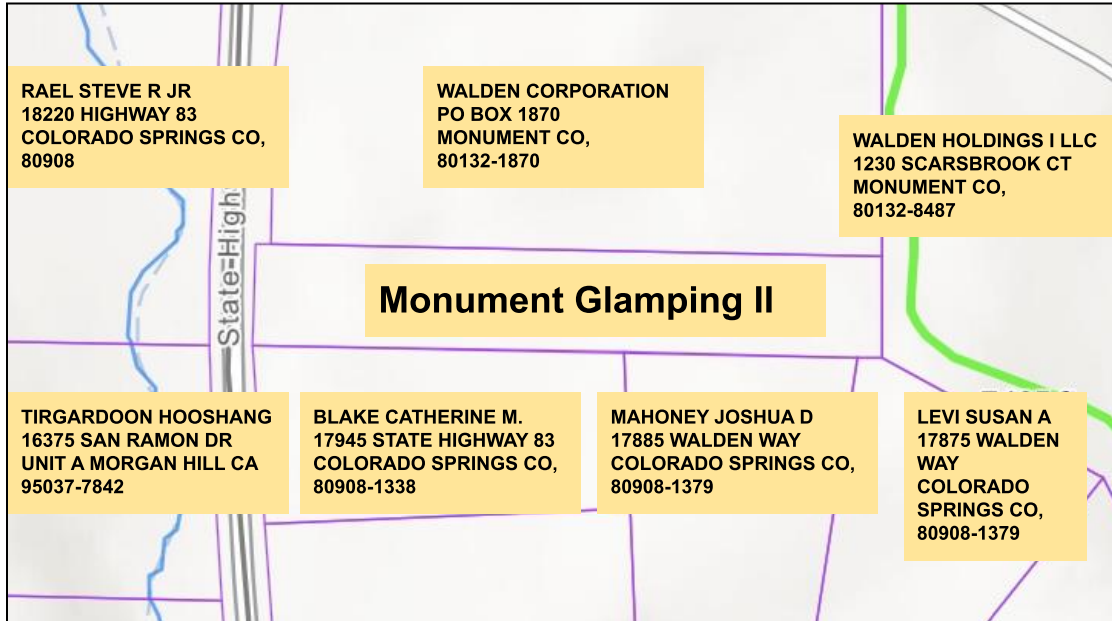 RAEL STEVE R JR
18220 HIGHWAY 83
COLORADO SPRINGS CO,
80908
WALDEN CORPORATION
PO BOX 1870
MONUMENT CO,
80132-1870
WALDEN HOLDINGS I LLC
1230 SCARSBROOK CT
MONUMENT CO,
80132-8487
State-High
Monument Glamping II
TIRGARDOON HOOSHANG
16375 SAN RAMON DR
UNIT A MORGAN HILL CA
95037-7842
BLAKE CATHERINE M.
17945 STATE HIGHWAY 83
COLORADO SPRINGS CO,
80908-1338
MAHONEY JOSHUA D
17885 WALDEN WAY
COLORADO SPRINGS CO,
80908-1379
LEVI SUSAN A
17875 WALDEN
WAY
COLORADO
SPRINGS CO,
80908-1379